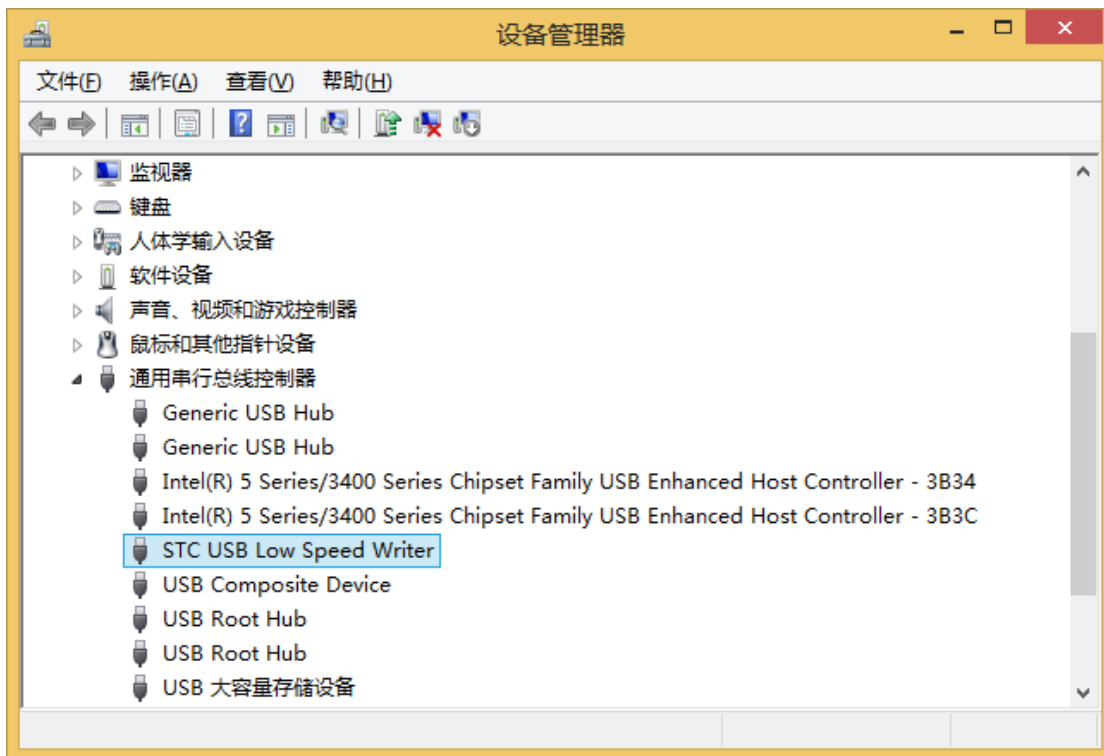 设备管理器
文件(F) 操作(A) 查看(V) 帮助(H)
监视器
键盘
人体学输入设备
软件设备
声音、视频和游戏控制器
鼠标和其他指针设备
通用串行总线控制器
Generic USB Hub
Generic USB Hub
Intel(R) 5 Series/3400 Series Chipset Family USB Enhanced Host Controller - 3B34
Intel(R) 5 Series/3400 Series Chipset Family USB Enhanced Host Controller - 3B3C
STC USB Low Speed Writer
USB Composite Device
USB Root Hub
USB Root Hub
USB 大容量存储设备